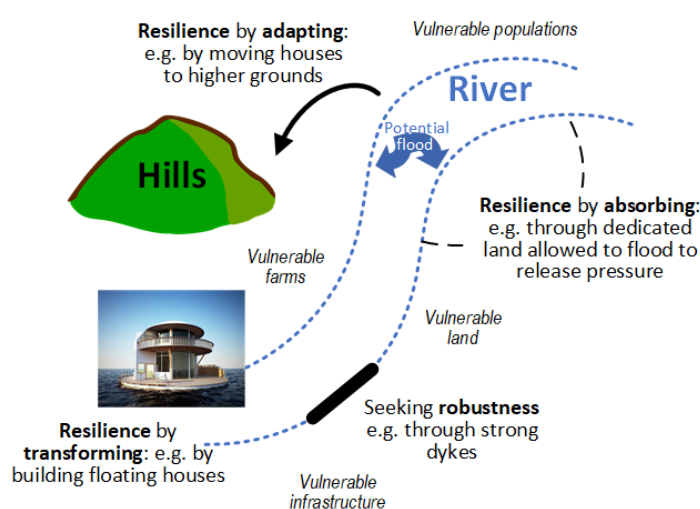 Resilience by adapting:
e.g. by moving houses
to higher grounds
Vulnerable populations
River
Potential
flood
Hills
Resilience by absorbing:
e.g. through dedicated
land allowed to flood to
release pressure
Vulnerable
farms
Vulnerable
land
Seeking robustness
e.g. through strong
dykes
Resilience by
transforming: e.g. by
building floating houses
Vulnerable
infrastructure